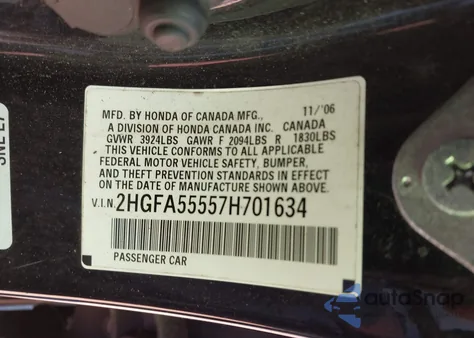 MFD. BY HONDA OF CANADA MFG., 11/'06
A DIVISION OF HONDA CANADA INC. CANADA
GVWR 3924LBS GAWR F 2094LBS R 1830LBS
THIS VEHICLE CONFORMS TO ALL APPLICABLE
FEDERAL MOTOR VEHICLE SAFETY, BUMPER,
AND THEFT PREVENTION STANDARDS IN EFFECT
ON THE DATE OF MANUFACTURE SHOWN ABOVE.
V.I.N. 2HGFA55557H701634
PASSENGER CAR
autoSnap